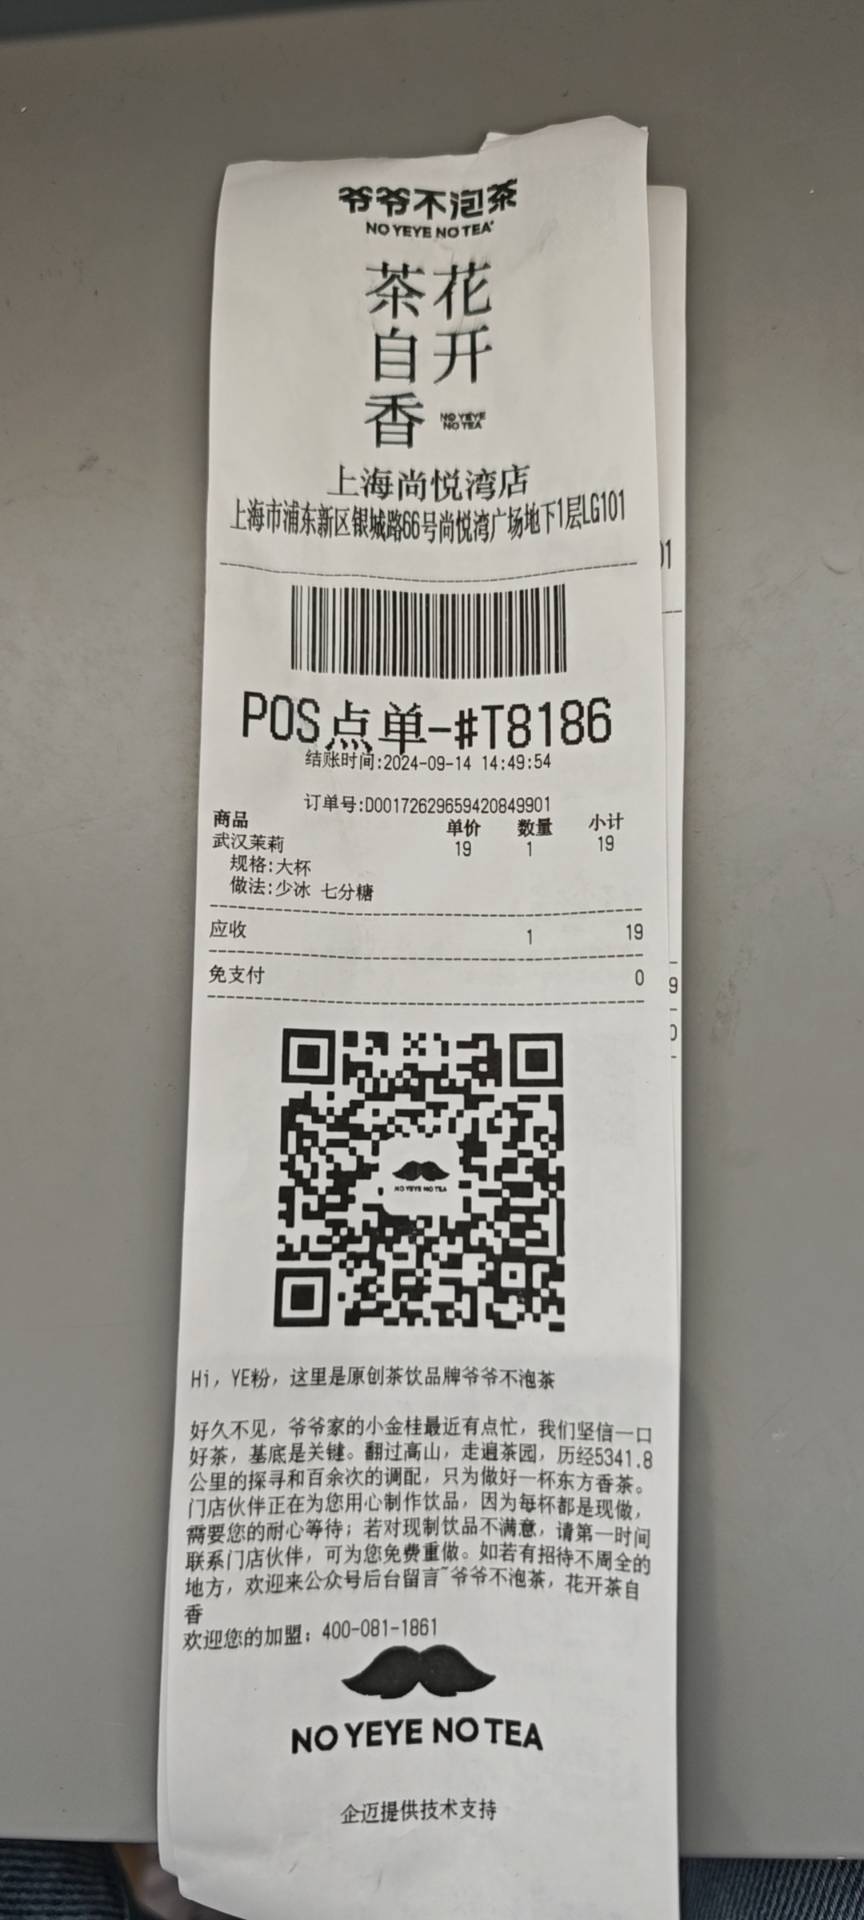 爷爷不泡茶
NO YEYE NO TEA
花开
茶自香
NO YEYE
NO TEA
上海尚悦湾店
上海市浦东新区银城路66号尚悦湾广场地下1层LG101
POS点单-#T8186
结账时间:2024-09-14 14:49:54
订单号:D00172629659420849901
商品 单价 数量 小计
武汉茉莉 19 1 19
规格:大杯
做法:少冰 七分糖
应收 1 19
免支付 0
NO YEYE NO TEA
Hi, YE粉，这里是原创茶饮品牌爷爷不泡茶
好久不见，爷爷家的小金桂最近有点忙，我们坚信一口
好茶，基底是关键。翻过高山，走遍茶园，历经5341.8
公里的探寻和百余次的调配，只为做好一杯东方香茶。
门店伙伴正在为您用心制作饮品，因为每杯都是现做，
需要您的耐心等待；若对现制饮品不满意，请第一时间
联系门店伙伴，可为您免费重做。如若有招待不周全的
地方，欢迎来公众号后台留言~爷爷不泡茶，花开茶自
香
欢迎您的加盟：400-081-1861
NO YEYE NO TEA
企迈提供技术支持
01
9
0